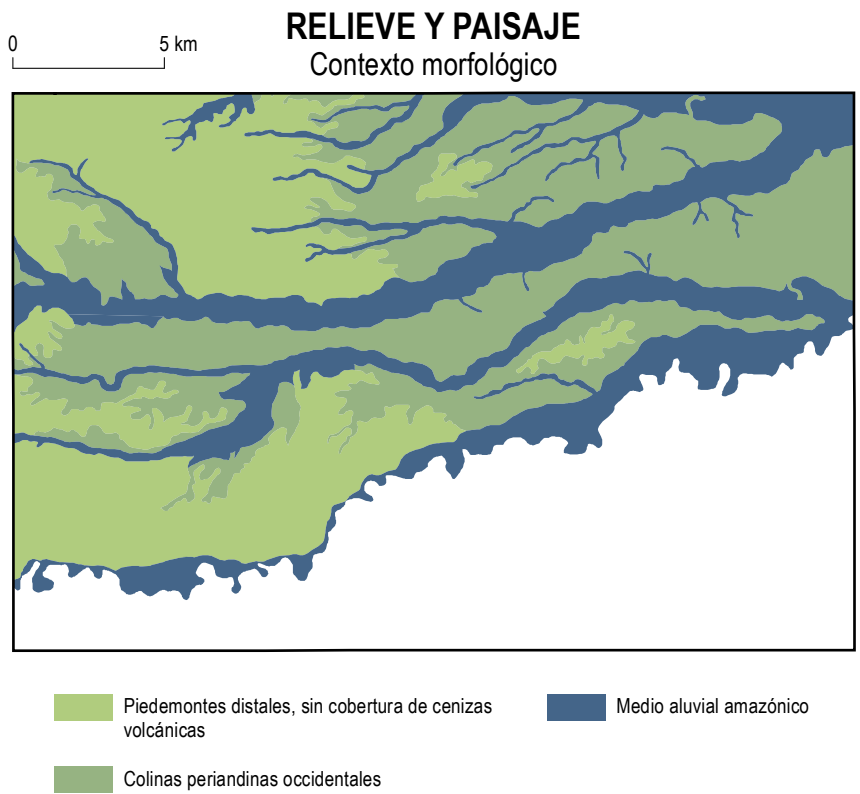 RELIEVE Y PAISAJE
Contexto morfológico
0 5 km
Piedemontes distales, sin cobertura de cenizas
volcánicas
Colinas periandinas occidentales
Medio aluvial amazónico